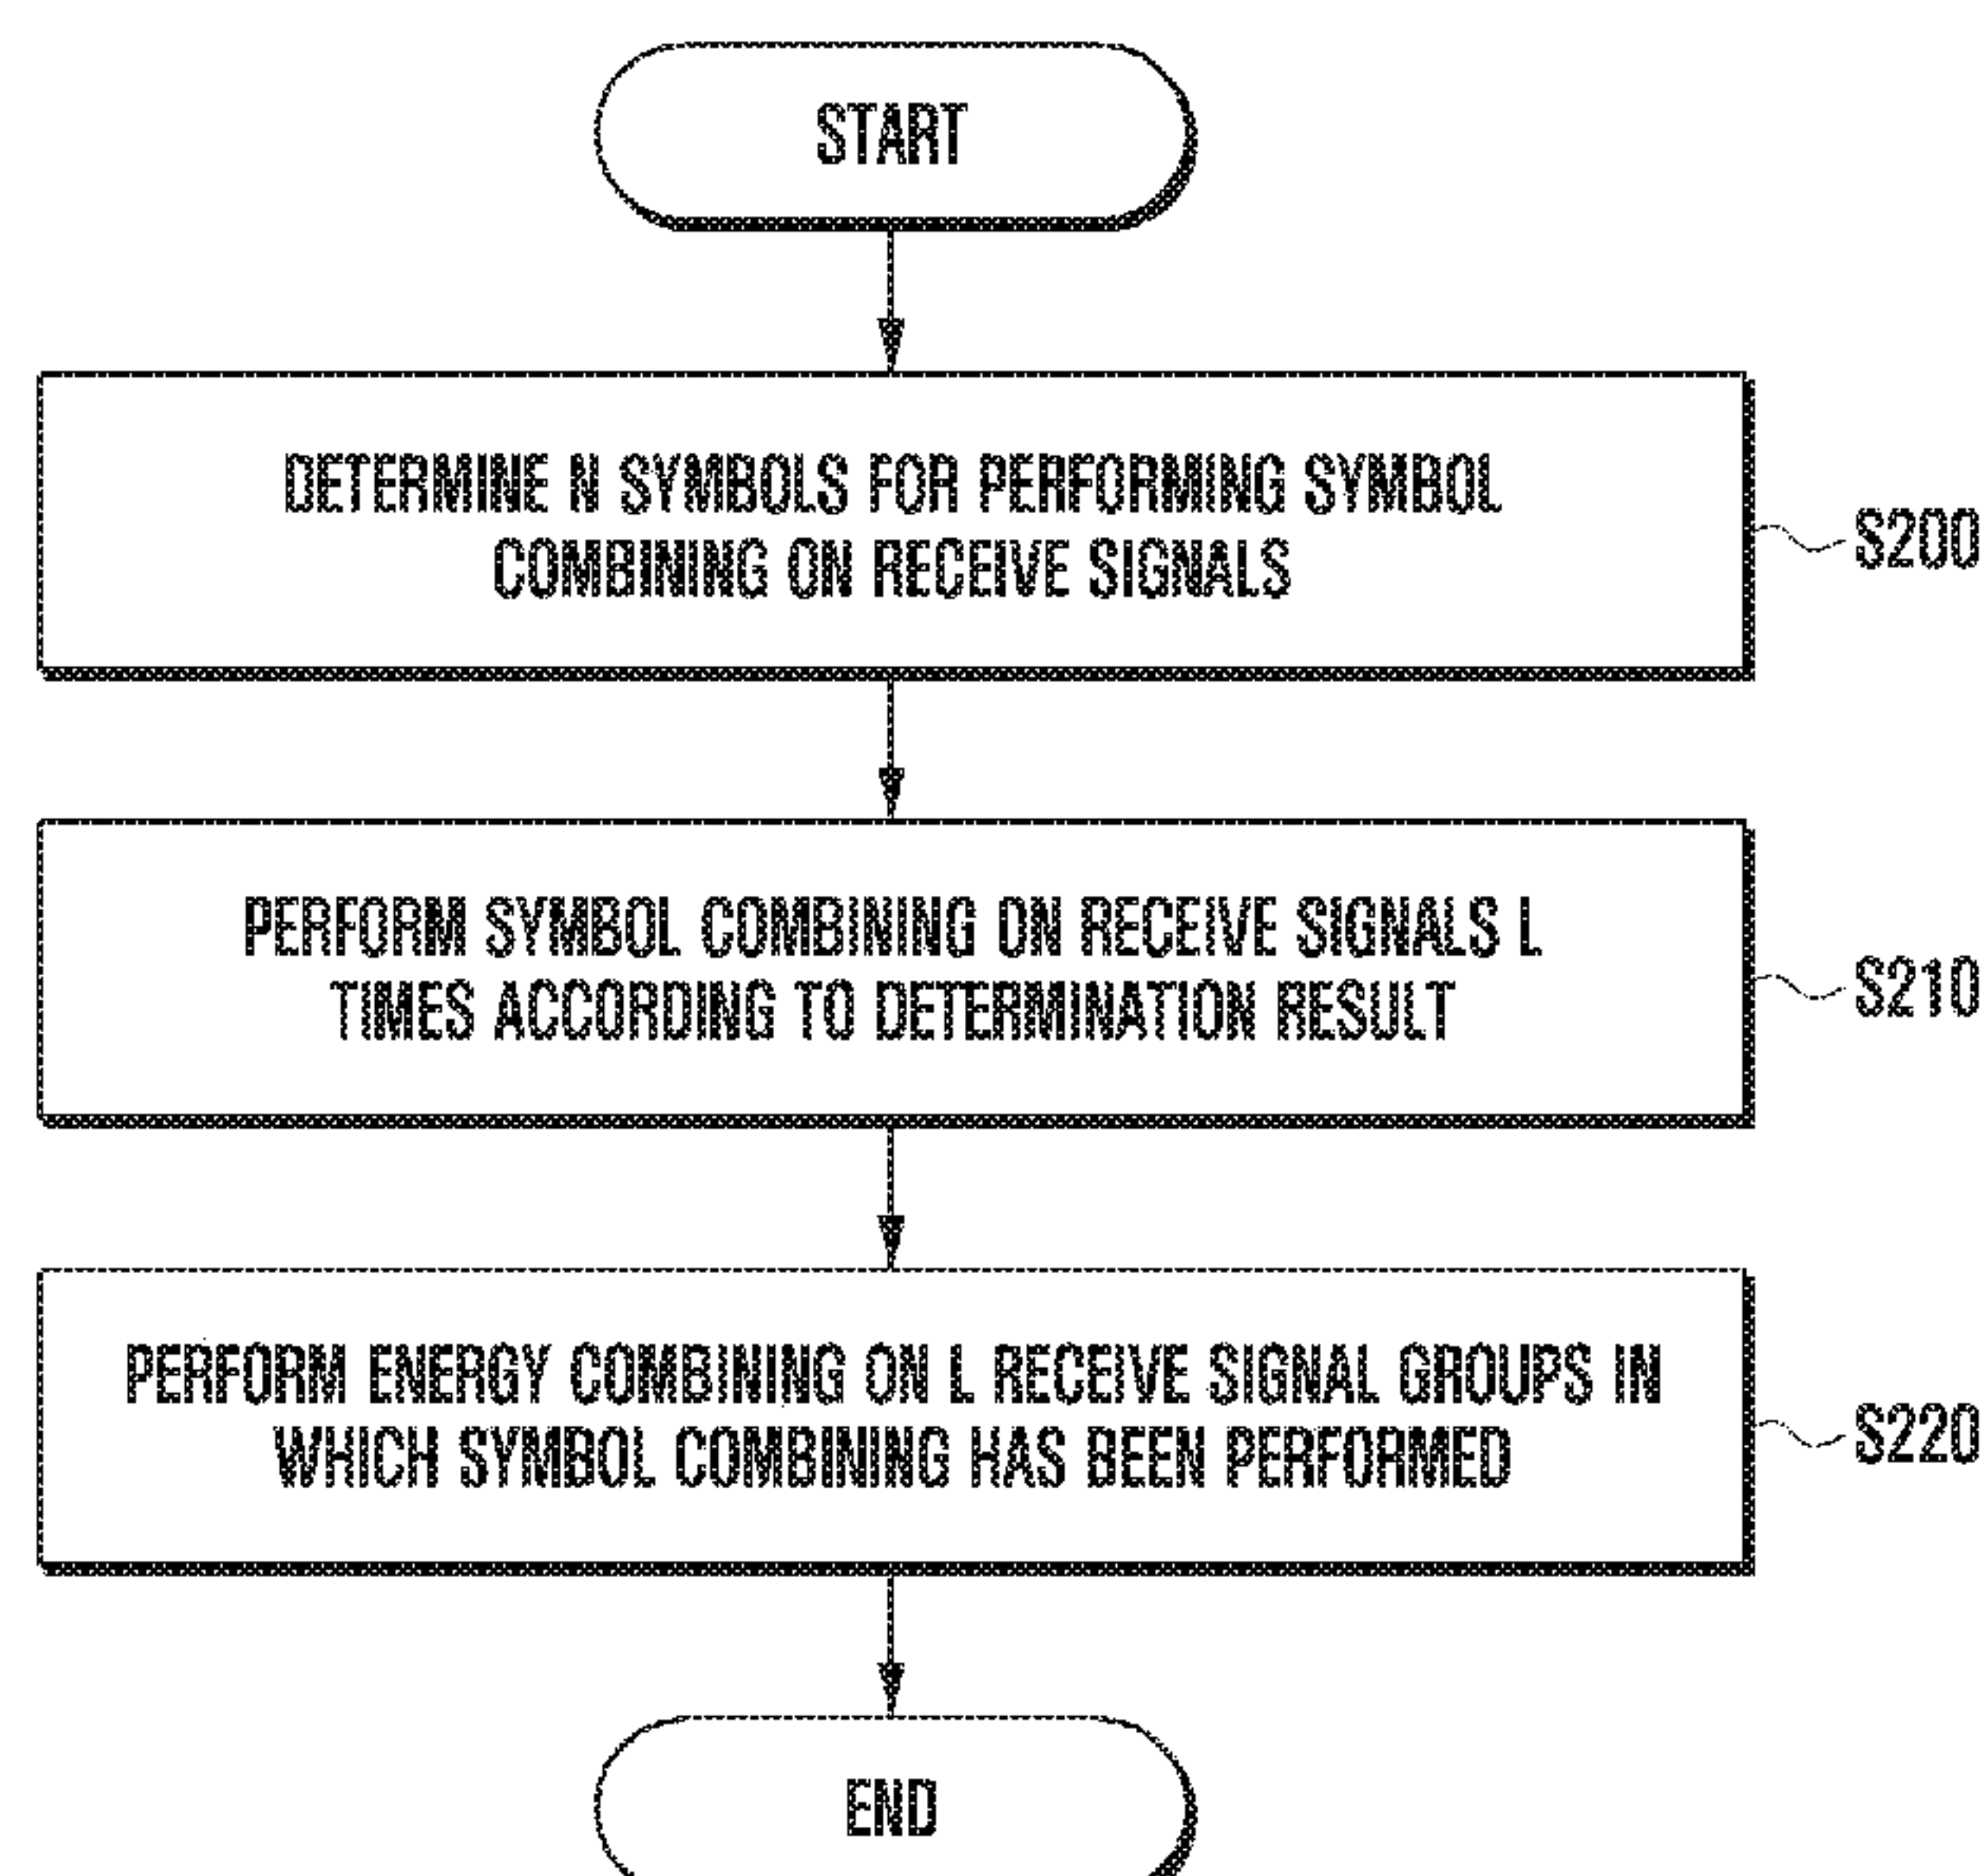 START
DETERMINE N SYMBOLS FOR PERFORMING SYMBOL
COMBINING ON RECEIVE SIGNALS
S200
PERFORM SYMBOL COMBINING ON RECEIVE SIGNALS L
TIMES ACCORDING TO DETERMINATION RESULT
S210
PERFORM ENERGY COMBINING ON L RECEIVE SIGNAL GROUPS IN
WHICH SYMBOL COMBINING HAS BEEN PERFORMED
S220
END